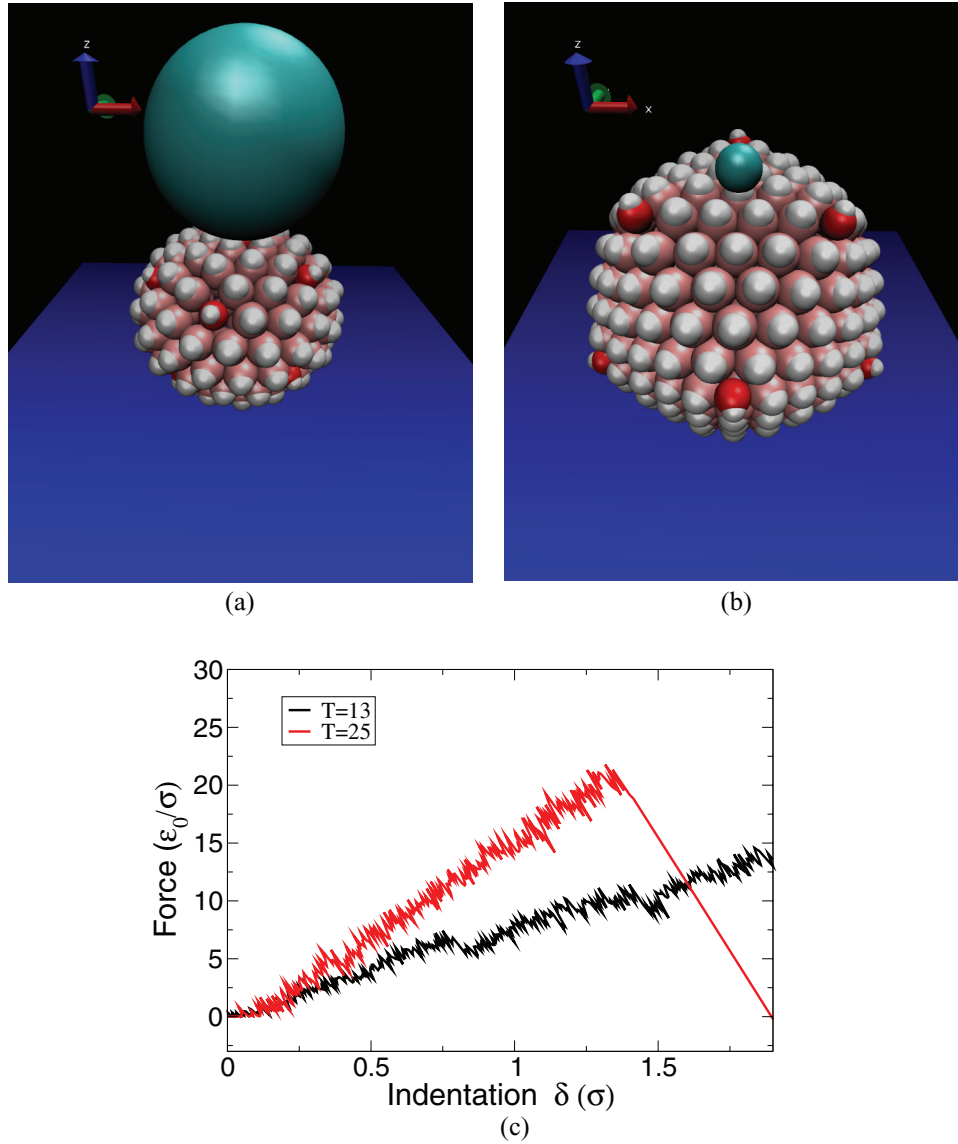 z
z
x
(a)
(b)
30
25
20
15
10
5
0
Force (ε₀/σ)
T=13
T=25
0
0.5
1
1.5
Indentation δ (σ)
(c)